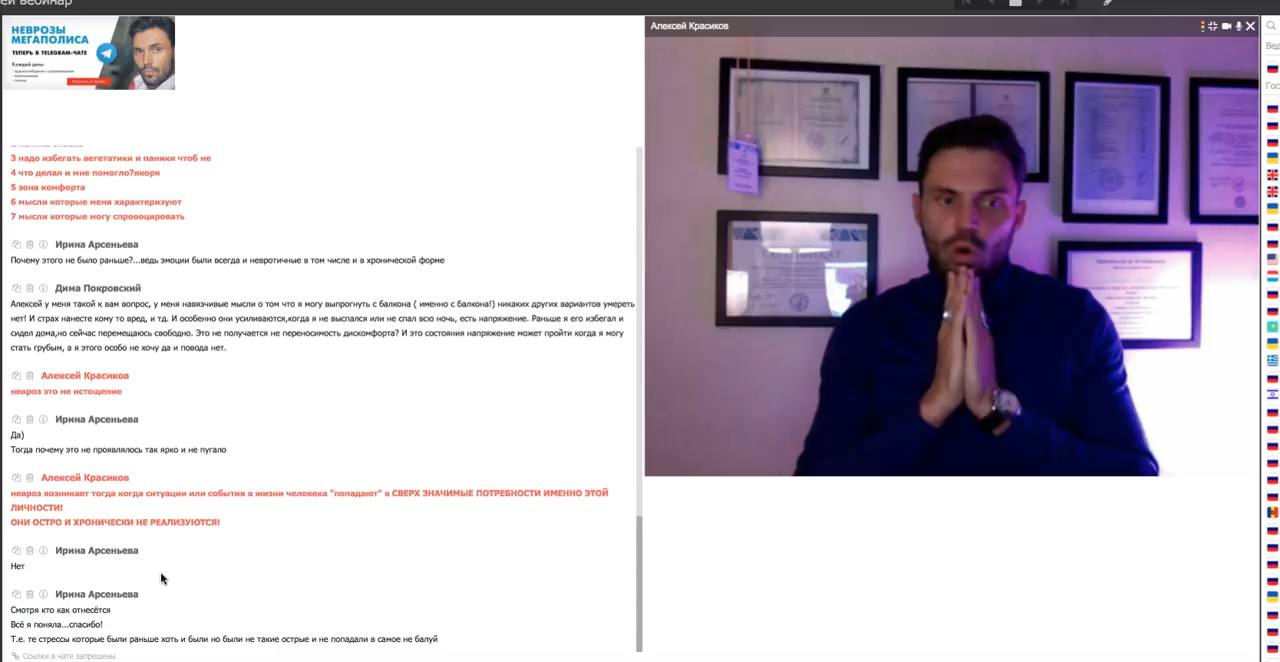 ей вебинар
НЕВРОЗЫ
МЕГАПОЛИСА
ТЕПЕРЬ В TELEGRAM-ЧАТЕ
Каждый день:
3 надо избегать вегетатики и паники чтоб не
4 что делал и мне помогло?якоря
5 зона комфорта
6 мысли которые меня характеризуют
7 мысли которые могу спровоцировать
Ирина Арсеньева
Почему этого не было раньше?...ведь эмоции были всегда и невротичные в том числе и в хронической форме
Дима Покровский
Алексей у меня такой к вам вопрос, у меня навязчивые мысли о том что я могу выпрогнуть с балкона ( именно с балкона!) никаких других вариантов умереть
нет! И страх нанесте кому то вред, и тд. И особенно они усиливаются,когда я не выспался или не спал всю ночь, есть напряжение. Раньше я его избегал и
сидел дома,но сейчас перемещаюсь свободно. Это не получается не переносимость дискомфорта? И это состояния напряжение может пройти когда я могу
стать грубым, а я этого особо не хочу да и повода нет.
Алексей Красиков
невроз это не истощение
Ирина Арсеньева
Да)
Тогда почему это не проявлялось так ярко и не пугало
Алексей Красиков
невроз возникает тогда когда ситуации или события в жизни человека "попадают" в СВЕРХ ЗНАЧИМЫЕ ПОТРЕБНОСТИ ИМЕННО ЭТОЙ
ЛИЧНОСТИ!
ОНИ ОСТРО И ХРОНИЧЕСКИ НЕ РЕАЛИЗУЮТСЯ!
Ирина Арсеньева
Нет
Ирина Арсеньева
Смотря кто как отнесётся
Всё я поняла...спасибо!
Т.е. те стрессы которые были раньше хоть и были но были не такие острые и не попадали в самое не балуй
Ссылки в чате запрещены
Алексей Красиков
Вед
Гос